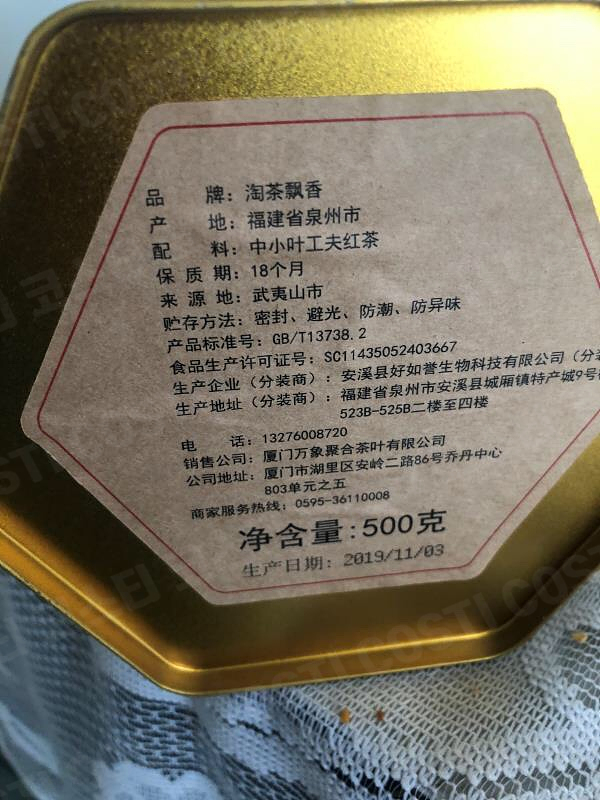 品 牌：淘茶飘香
产 地：福建省泉州市
配 料：中小叶工夫红茶
保 质 期：18个月
来 源 地：武夷山市
贮存方法：密封、避光、防潮、防异味
产品标准号：GB/T13738.2
食品生产许可证号：SC11435052403667
生产企业（分装商）：安溪县好如誉生物科技有限公司（分装
生产地址（分装商）：福建省泉州市安溪县城厢镇特产城9号
523B-525B二楼至四楼
电 话：13276008720
销售公司：厦门万象聚合茶叶有限公司
公司地址：厦门市湖里区安岭二路86号乔丹中心
803单元之五
商家服务热线：0595-36110008
净含量：500克
生产日期：2019/11/03